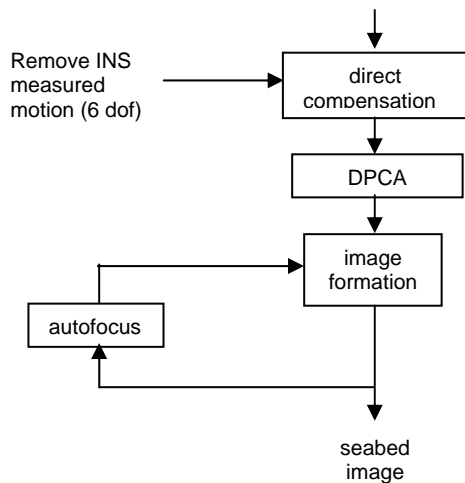 Remove INS
measured
motion (6 dof)
direct
compensation
DPCA
image
formation
autofocus
seabed
image